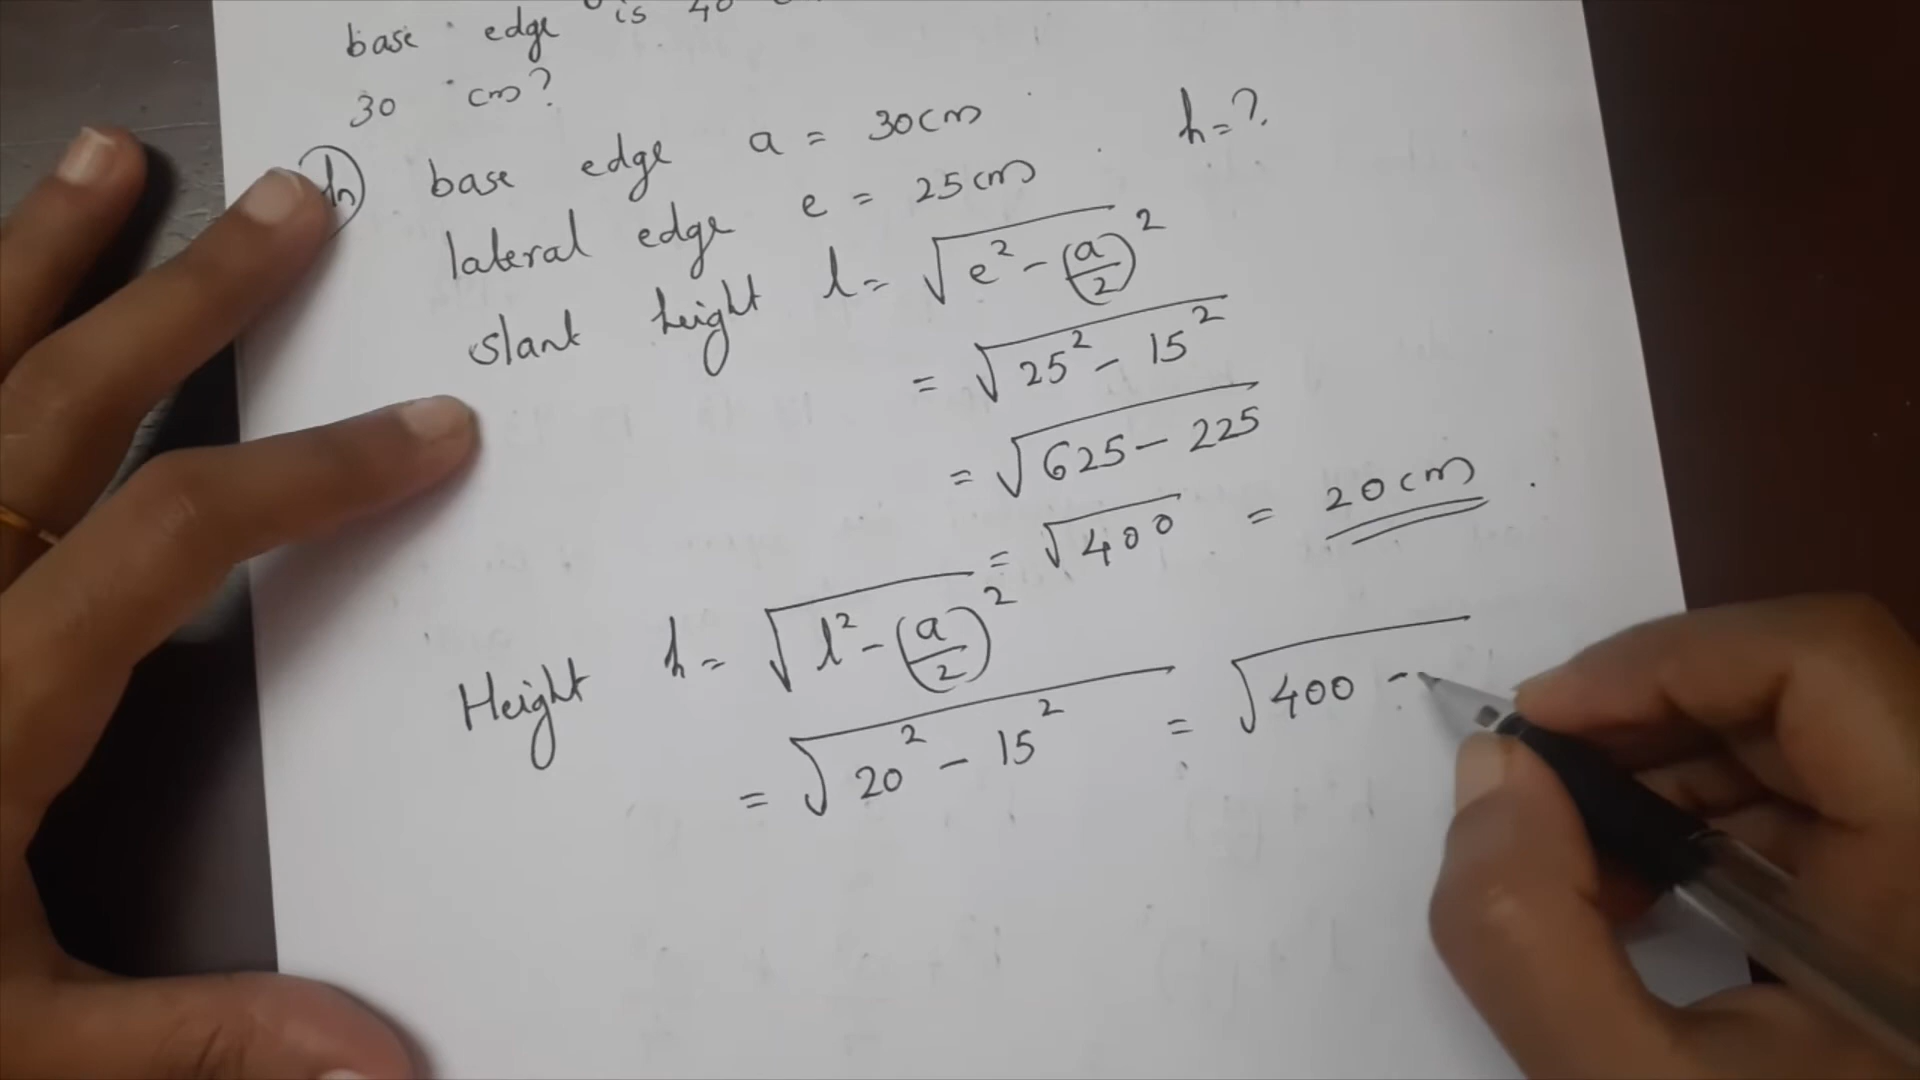 base edge is 40
30 cm?
base edge a = 30cm h=?
lateral edge e = 25cm
slant height l = √(e² - (a/2)²)
= √(25² - 15²)
= √(625 - 225)
= √400 = 20cm
Height h = √(l² - (a/2)²)
= √(20² - 15²) = √(400 -